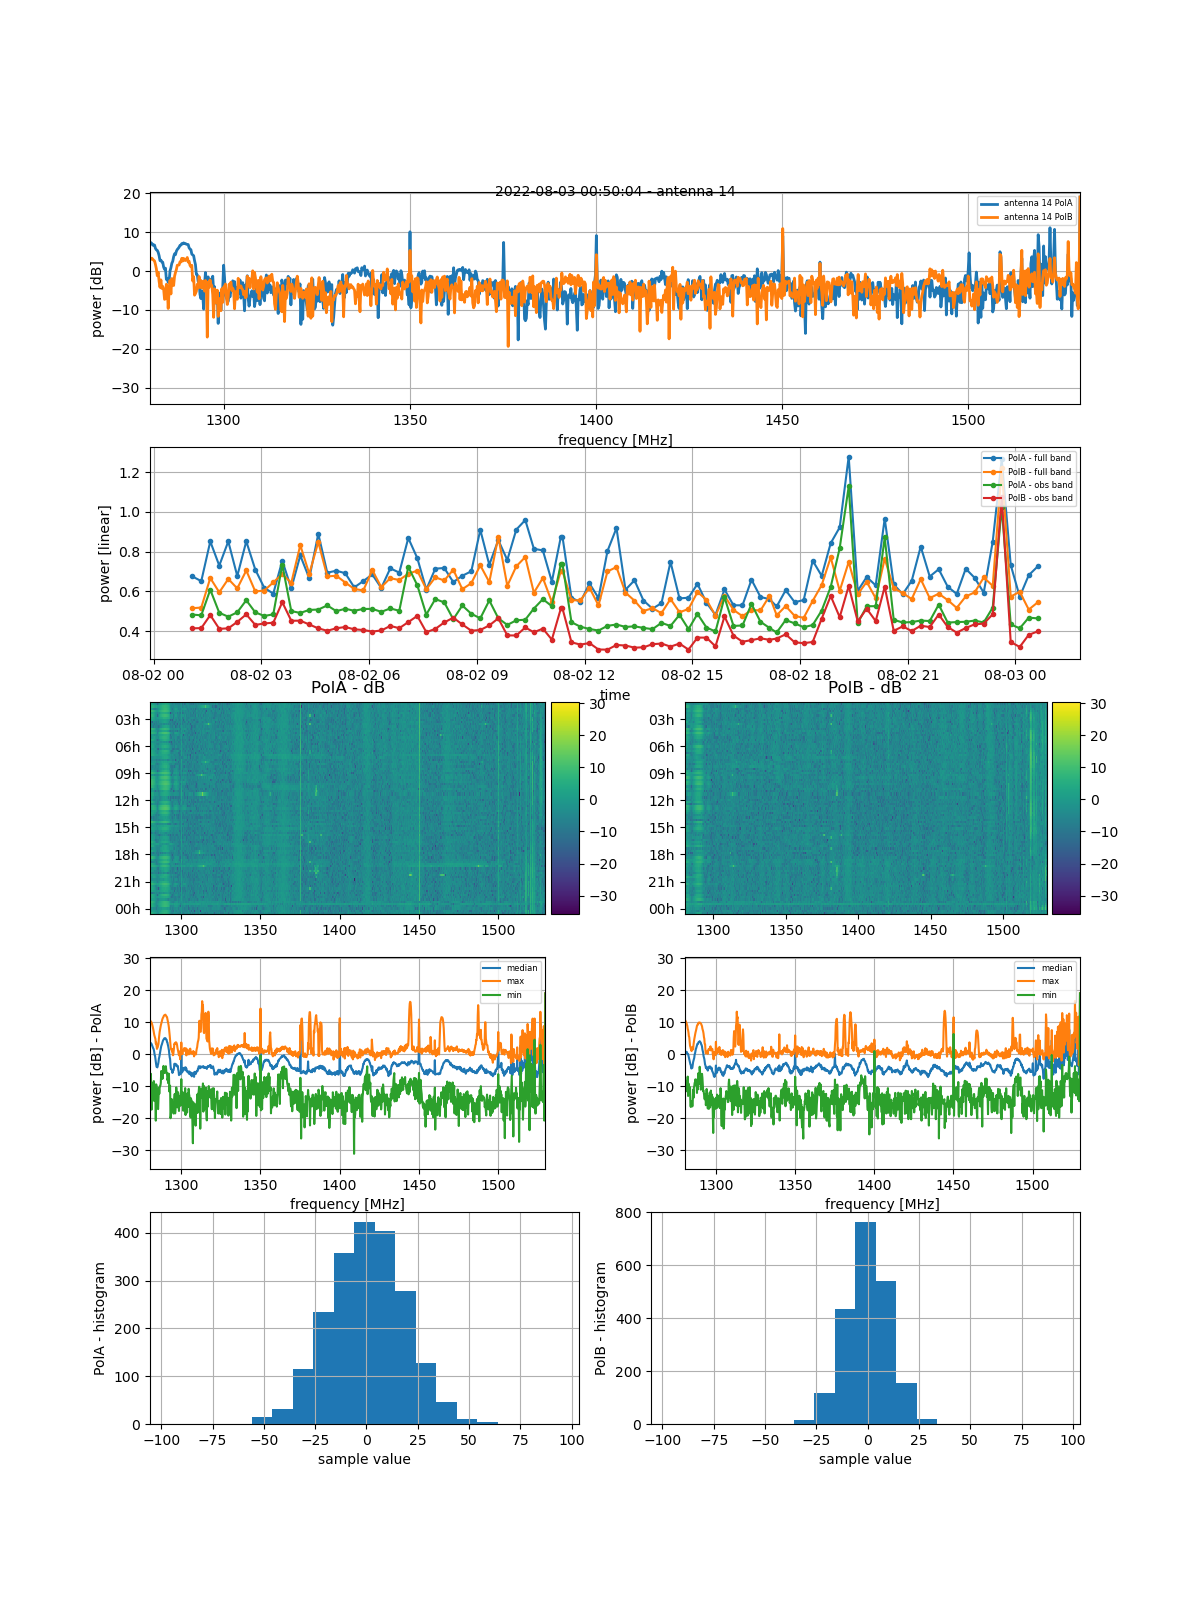 2022-08-03 00:50:04 - antenna 14
20
10
0
−10
−20
−30
power [dB]
antenna 14 PolA
antenna 14 PolB
1300 1350 1400 1450 1500
frequency [MHz]
1.2
1.0
0.8
0.6
0.4
power [linear]
PolA - full band
PolB - full band
PolA - obs band
PolB - obs band
08-02 00 08-02 03 08-02 06 08-02 09 08-02 12 08-02 15 08-02 18 08-02 21 08-03 00
time
PolA - dB
03h
06h
09h
12h
15h
18h
21h
00h
1300 1350 1400 1450 1500
30
20
10
0
−10
−20
−30
PolB - dB
03h
06h
09h
12h
15h
18h
21h
00h
1300 1350 1400 1450 1500
30
20
10
0
−10
−20
−30
30
20
10
0
−10
−20
−30
power [dB] - PolA
median
max
min
1300 1350 1400 1450 1500
frequency [MHz]
30
20
10
0
−10
−20
−30
power [dB] - PolB
median
max
min
1300 1350 1400 1450 1500
frequency [MHz]
400
300
200
100
0
PolA - histogram
−100 −75 −50 −25 0 25 50 75 100
sample value
800
600
400
200
0
PolB - histogram
−100 −75 −50 −25 0 25 50 75 100
sample value